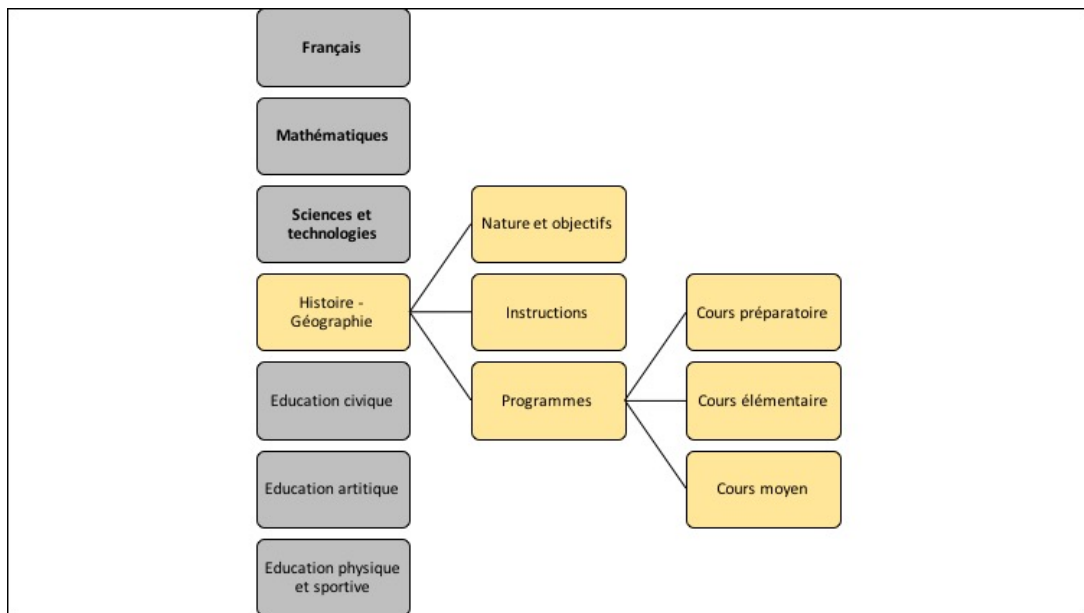 Français
Mathématiques
Sciences et
technologies
Nature et objectifs
Histoire -
Géographie
Instructions
Cours préparatoire
Education civique
Programmes
Cours élémentaire
Education artitique
Cours moyen
Education physique
et sportive